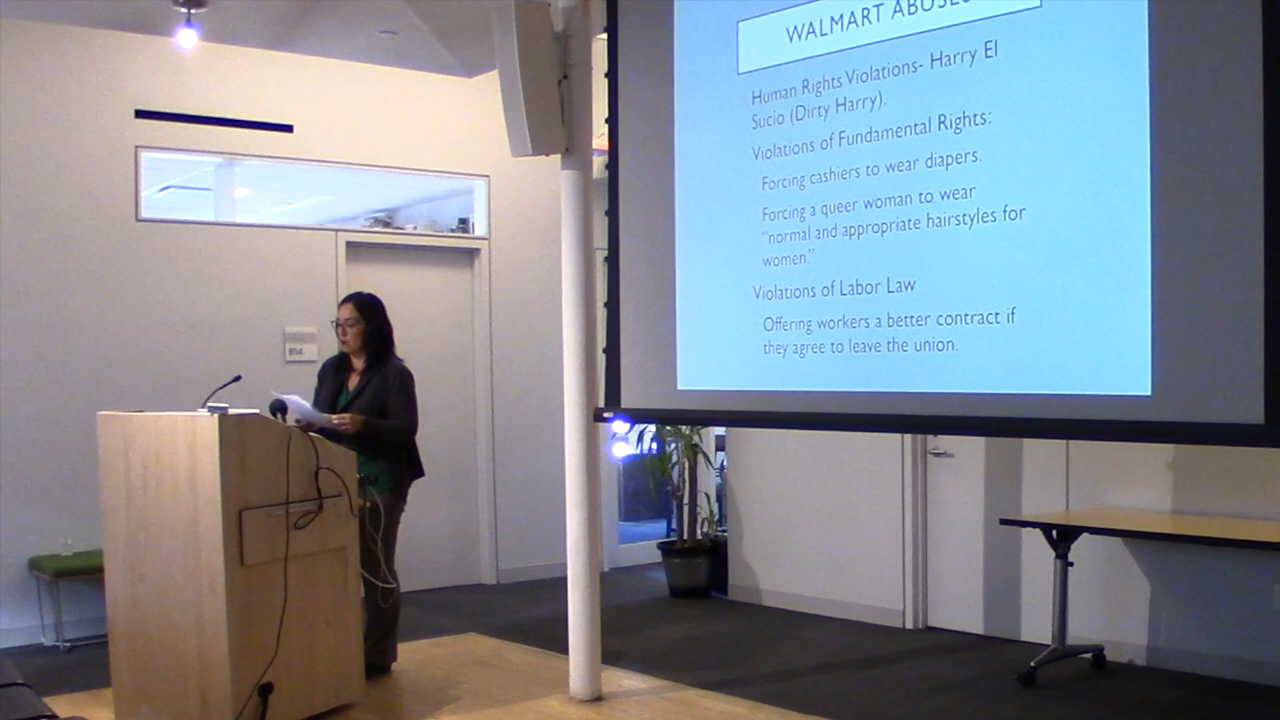 WALMART ABUSES
Human Rights Violations- Harry El
Sucio (Dirty Harry).
Violations of Fundamental Rights:
Forcing cashiers to wear diapers.
Forcing a queer woman to wear
“normal and appropriate hairstyles for
women.”
Violations of Labor Law
Offering workers a better contract if
they agree to leave the union.